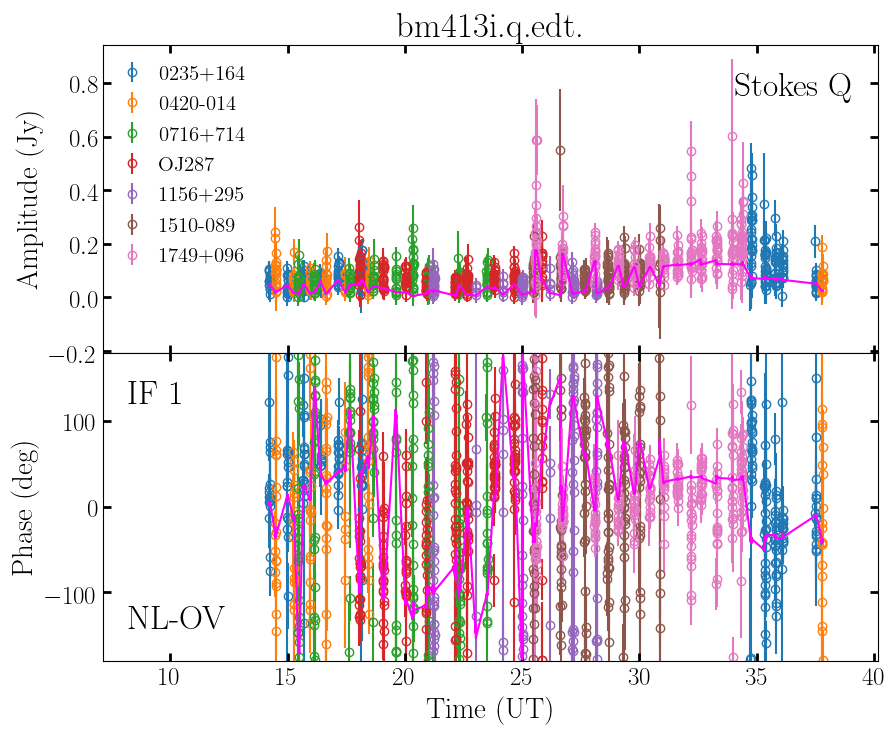 bm413i.q.edt.
Stokes Q
0235+164
0420-014
0716+714
OJ287
1156+295
1510-089
1749+096
Amplitude (Jy)
0.8
0.6
0.4
0.2
0.0
−0.2
IF 1
NL-OV
Phase (deg)
100
0
−100
10 15 20 25 30 35 40
Time (UT)